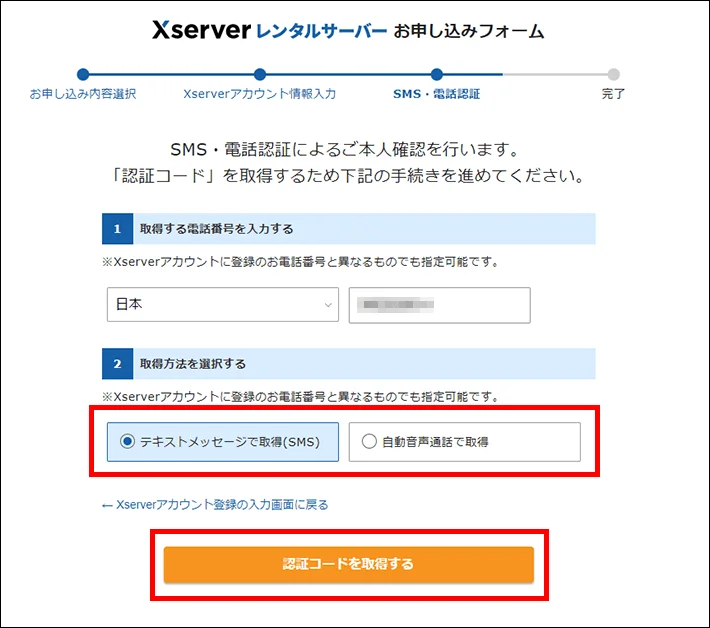 Xserver レンタルサーバー お申し込みフォーム
お申し込み内容選択 Xserverアカウント情報入力 SMS・電話認証 完了
SMS・電話認証によるご本人確認を行います。
「認証コード」を取得するため下記の手続きを進めてください。
1 取得する電話番号を入力する
※Xserverアカウントに登録のお電話番号と異なるものでも指定可能です。
日本
2 取得方法を選択する
※Xserverアカウントに登録のお電話番号と異なるものでも指定可能です。
テキストメッセージで取得(SMS) 自動音声通話で取得
← Xserverアカウント登録の入力画面に戻る
認証コードを取得する